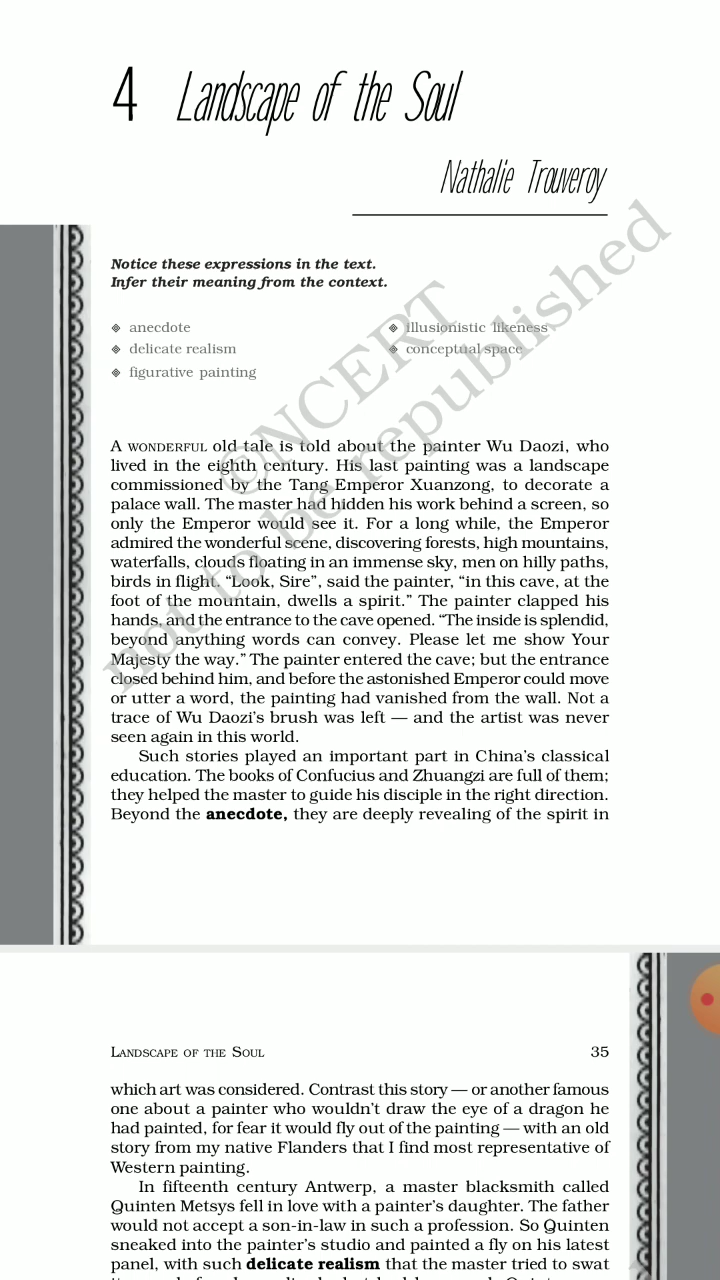 4 Landscape of the Soul
Nathalie Trouveroy
Notice these expressions in the text.
Infer their meaning from the context.
anecdote
delicate realism
figurative painting
illusionistic likeness
conceptual space
A WONDERFUL old tale is told about the painter Wu Daozi, who
lived in the eighth century. His last painting was a landscape
commissioned by the Tang Emperor Xuanzong, to decorate a
palace wall. The master had hidden his work behind a screen, so
only the Emperor would see it. For a long while, the Emperor
admired the wonderful scene, discovering forests, high mountains,
waterfalls, clouds floating in an immense sky, men on hilly paths,
birds in flight. “Look, Sire”, said the painter, “in this cave, at the
foot of the mountain, dwells a spirit.” The painter clapped his
hands, and the entrance to the cave opened. “The inside is splendid,
beyond anything words can convey. Please let me show Your
Majesty the way.” The painter entered the cave; but the entrance
closed behind him, and before the astonished Emperor could move
or utter a word, the painting had vanished from the wall. Not a
trace of Wu Daozi’s brush was left — and the artist was never
seen again in this world.
Such stories played an important part in China’s classical
education. The books of Confucius and Zhuangzi are full of them;
they helped the master to guide his disciple in the right direction.
Beyond the anecdote, they are deeply revealing of the spirit in
©NCERT
not to be republished
LANDSCAPE OF THE SOUL 35
which art was considered. Contrast this story — or another famous
one about a painter who wouldn’t draw the eye of a dragon he
had painted, for fear it would fly out of the painting — with an old
story from my native Flanders that I find most representative of
Western painting.
In fifteenth century Antwerp, a master blacksmith called
Quinten Metsys fell in love with a painter’s daughter. The father
would not accept a son-in-law in such a profession. So Quinten
sneaked into the painter’s studio and painted a fly on his latest
panel, with such delicate realism that the master tried to swat